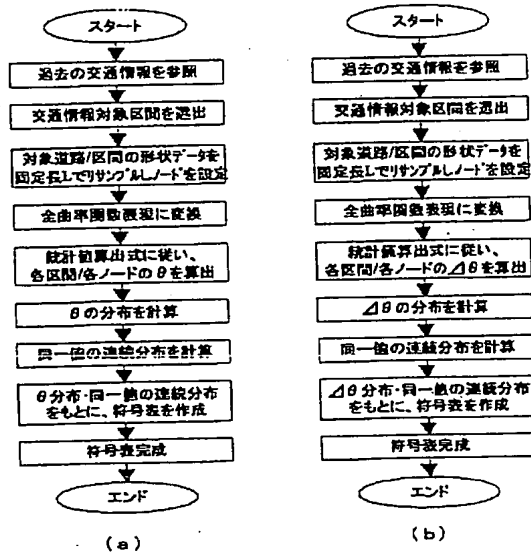 スタート
過去の交通情報を参照
交通情報対象区間を選出
対象道路/区間の形状データを
固定長Lでリサンプルしノードを設定
全曲率関数表現に変換
統計値算出式に従い、
各区間/各ノードのθを算出
θの分布を計算
同一値の連続分布を計算
θ分布・同一値の連続分布
をもとに、符号表を作成
符号表完成
エンド
(a)
スタート
過去の交通情報を参照
交通情報対象区間を選出
対象道路/区間の形状データを
固定長Lでリサンプルしノードを設定
全曲率関数表現に変換
統計値算出式に従い、
各区間/各ノードの⊿θを算出
⊿θの分布を計算
同一値の連続分布を計算
⊿θ分布・同一値の連続分布
をもとに、符号表を作成
符号表完成
エンド
(b)